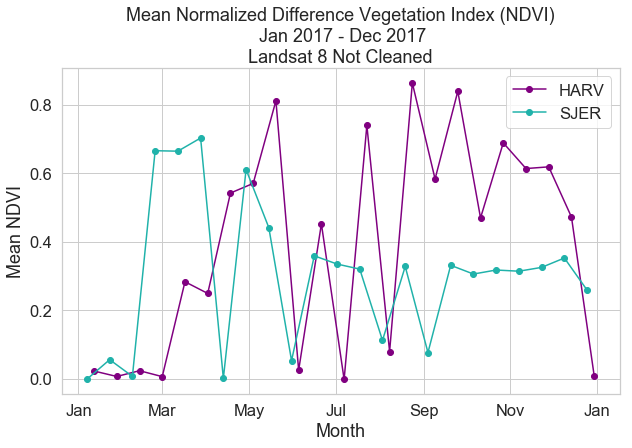 Mean Normalized Difference Vegetation Index (NDVI)
Jan 2017 - Dec 2017
Landsat 8 Not Cleaned
HARV
SJER
0.8
0.6
0.4
0.2
0.0
Mean NDVI
Jan Mar May Jul Sep Nov Jan
Month